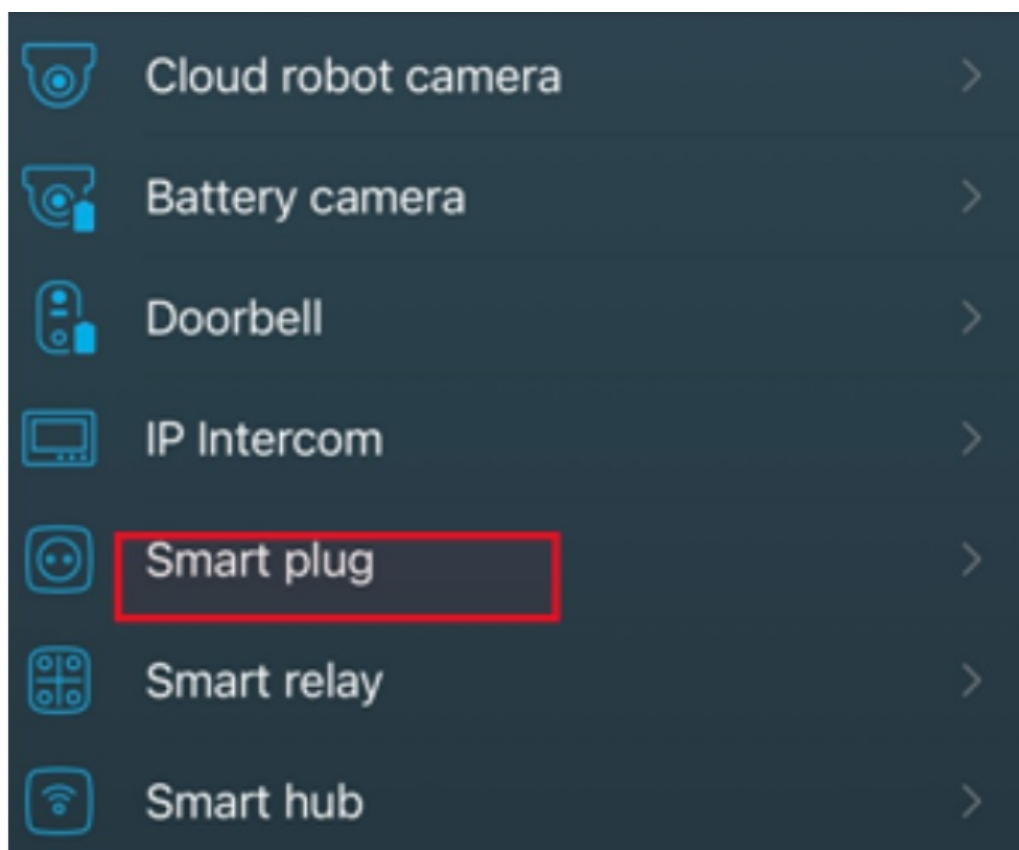 Cloud robot camera
Battery camera
Doorbell
IP Intercom
Smart plug
Smart relay
Smart hub